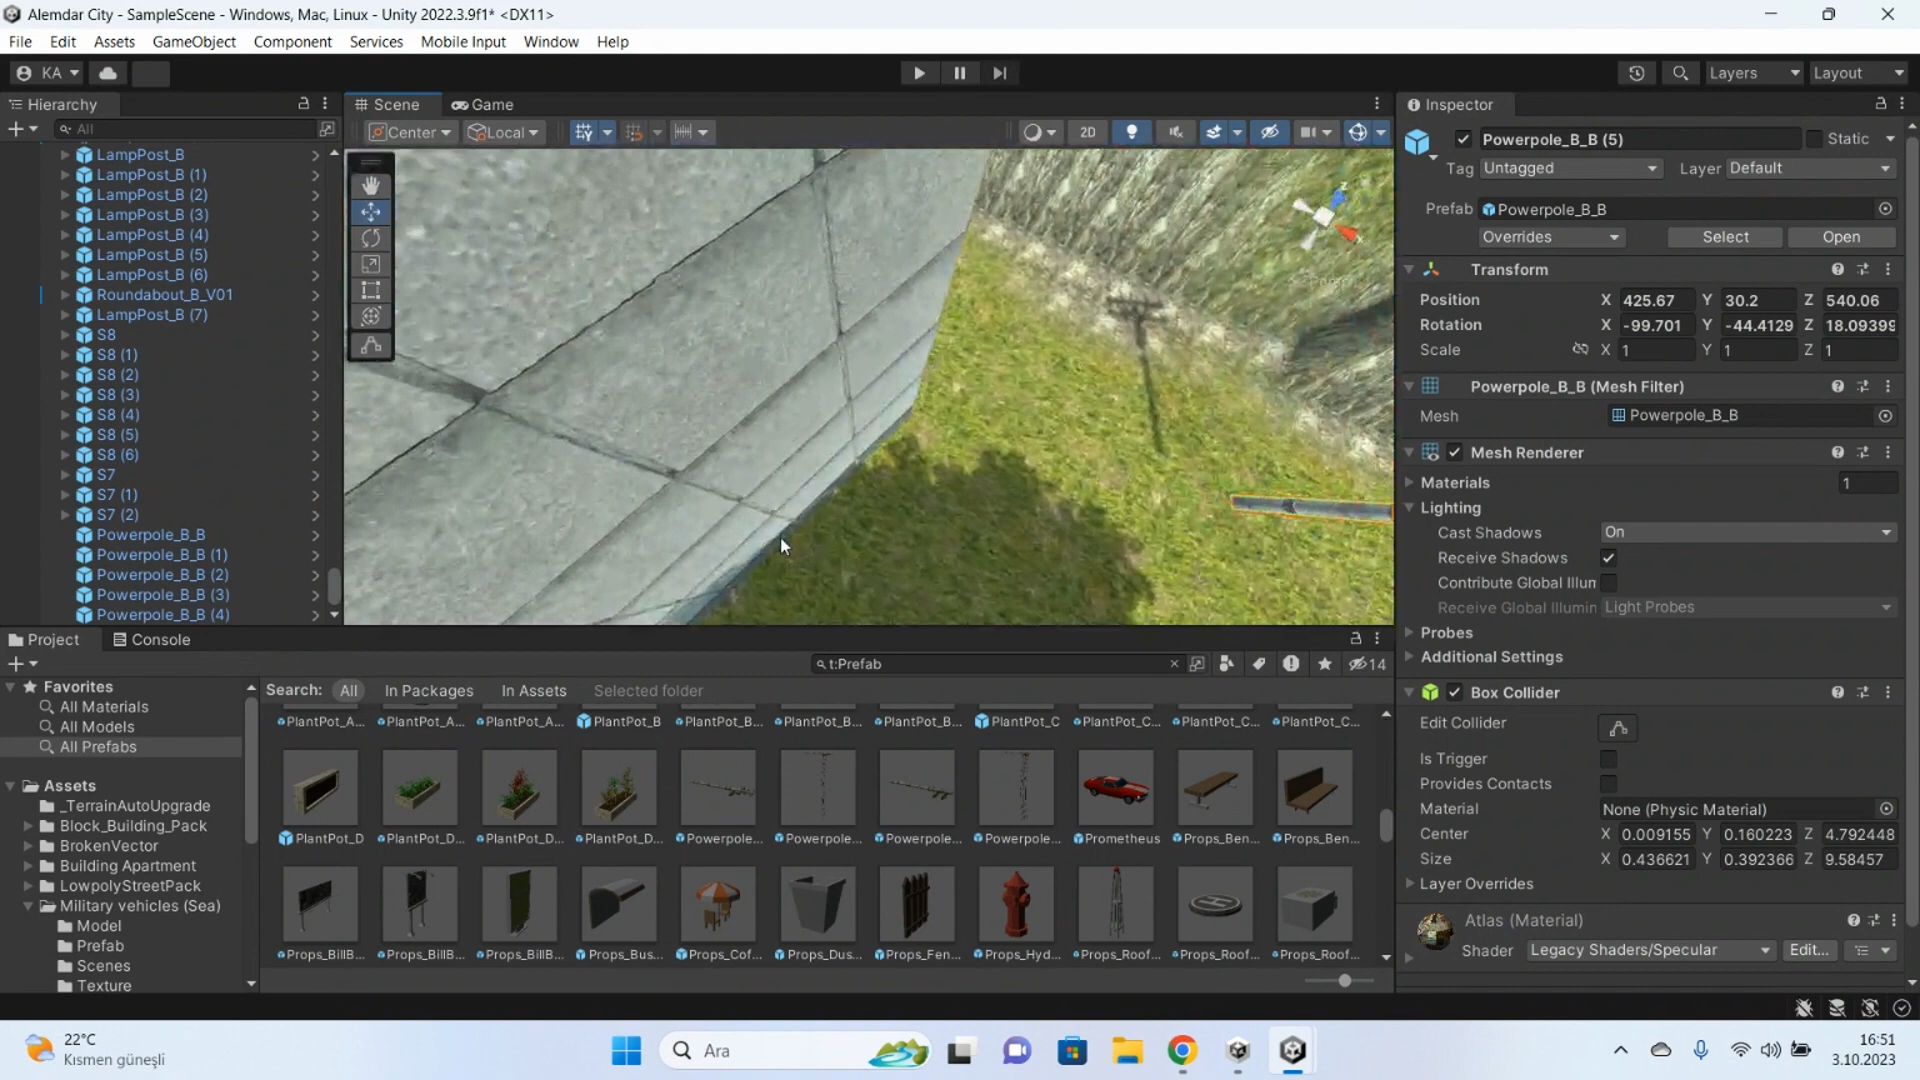 Alemdar City - SampleScene - Windows, Mac, Linux - Unity 2022.3.9f1* <DX11>
File Edit Assets GameObject Component Services Mobile Input Window Help
KA Layers Layout
Hierarchy
All
LampPost_B
LampPost_B (1)
LampPost_B (2)
LampPost_B (3)
LampPost_B (4)
LampPost_B (5)
LampPost_B (6)
Roundabout_B_V01
LampPost_B (7)
S8
S8 (1)
S8 (2)
S8 (3)
S8 (4)
S8 (5)
S8 (6)
S7
S7 (1)
S7 (2)
Powerpole_B_B
Powerpole_B_B (1)
Powerpole_B_B (2)
Powerpole_B_B (3)
Powerpole_B_B (4)
Scene Game
Center Local 2D
z
x
Inspector
Powerpole_B_B (5) Static
Tag Untagged Layer Default
Prefab Powerpole_B_B
Overrides Select Open
Transform
Position X 425.67 Y 30.2 Z 540.06
Rotation X -99.701 Y -44.4129 Z 18.09399
Scale X 1 Y 1 Z 1
Powerpole_B_B (Mesh Filter)
Mesh Powerpole_B_B
Mesh Renderer
Materials 1
Lighting
Cast Shadows On
Receive Shadows
Contribute Global Illum
Receive Global Illumin Light Probes
Probes
Additional Settings
Box Collider
Edit Collider
Is Trigger
Provides Contacts
Material None (Physic Material)
Center X 0.009155 Y 0.160223 Z 4.792448
Size X 0.436621 Y 0.392366 Z 9.58457
Layer Overrides
Atlas (Material)
Shader Legacy Shaders/Specular Edit...
Project Console
t:Prefab 14
Favorites
All Materials
All Models
All Prefabs
Assets
_TerrainAutoUpgrade
Block_Building_Pack
BrokenVector
Building Apartment
LowpolyStreetPack
Military vehicles (Sea)
Model
Prefab
Scenes
Texture
Search: All In Packages In Assets Selected folder
PlantPot_A... PlantPot_A... PlantPot_A... PlantPot_B PlantPot_B... PlantPot_B... PlantPot_B... PlantPot_C PlantPot_C... PlantPot_C... PlantPot_C...
PlantPot_D PlantPot_D... PlantPot_D... PlantPot_D... Powerpole... Powerpole... Powerpole... Powerpole... Prometheus Props_Ben... Props_Ben...
Props_BillB... Props_BillB... Props_BillB... Props_Bus... Props_Cof... Props_Dus... Props_Fen... Props_Hyd... Props_Roof... Props_Roof... Props_Roof...
22°C
Kısmen güneşli
Ara
16:51
3.10.2023